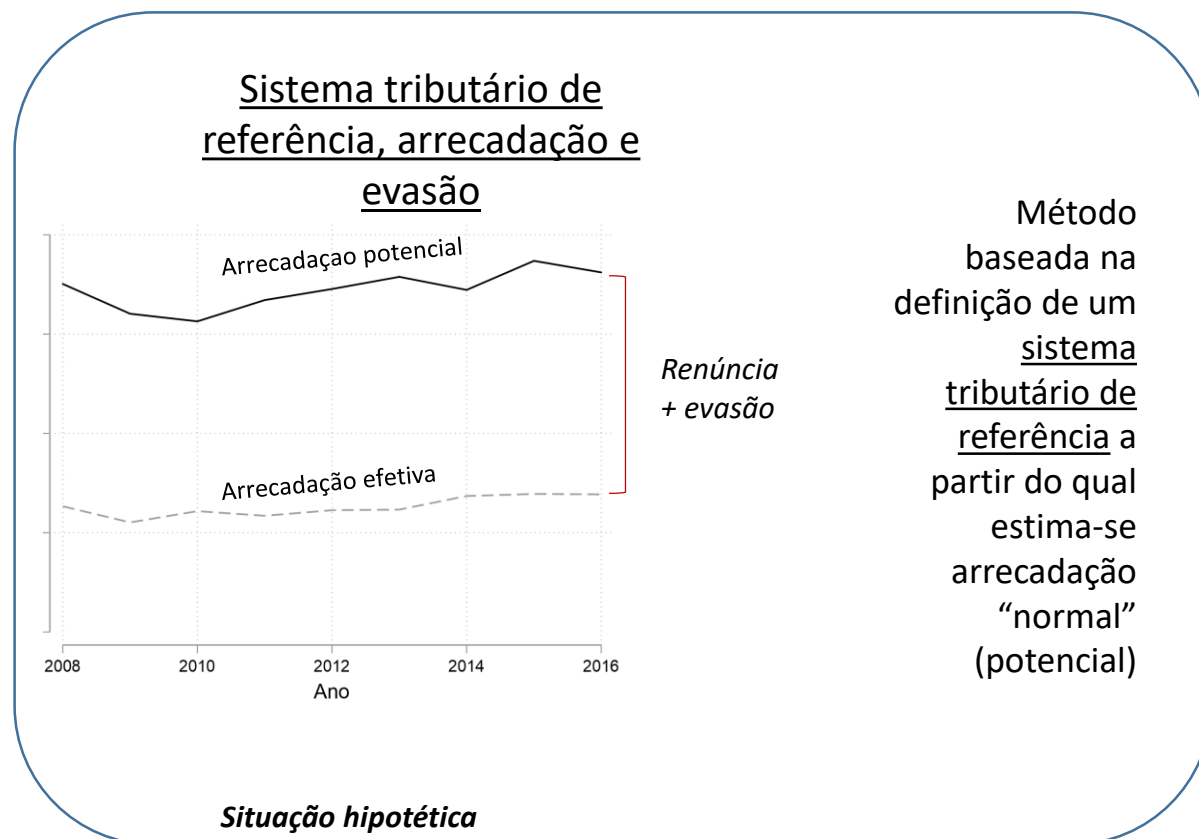 Sistema tributário de
referência, arrecadação e
evasão
Arrecadaçao potencial
Renúncia
+ evasão
Arrecadação efetiva
2008
2010
2012
2014
2016
Ano
Situação hipotética
Método
baseada na
definição de um
sistema
tributário de
referência a
partir do qual
estima-se
arrecadação
“normal”
(potencial)